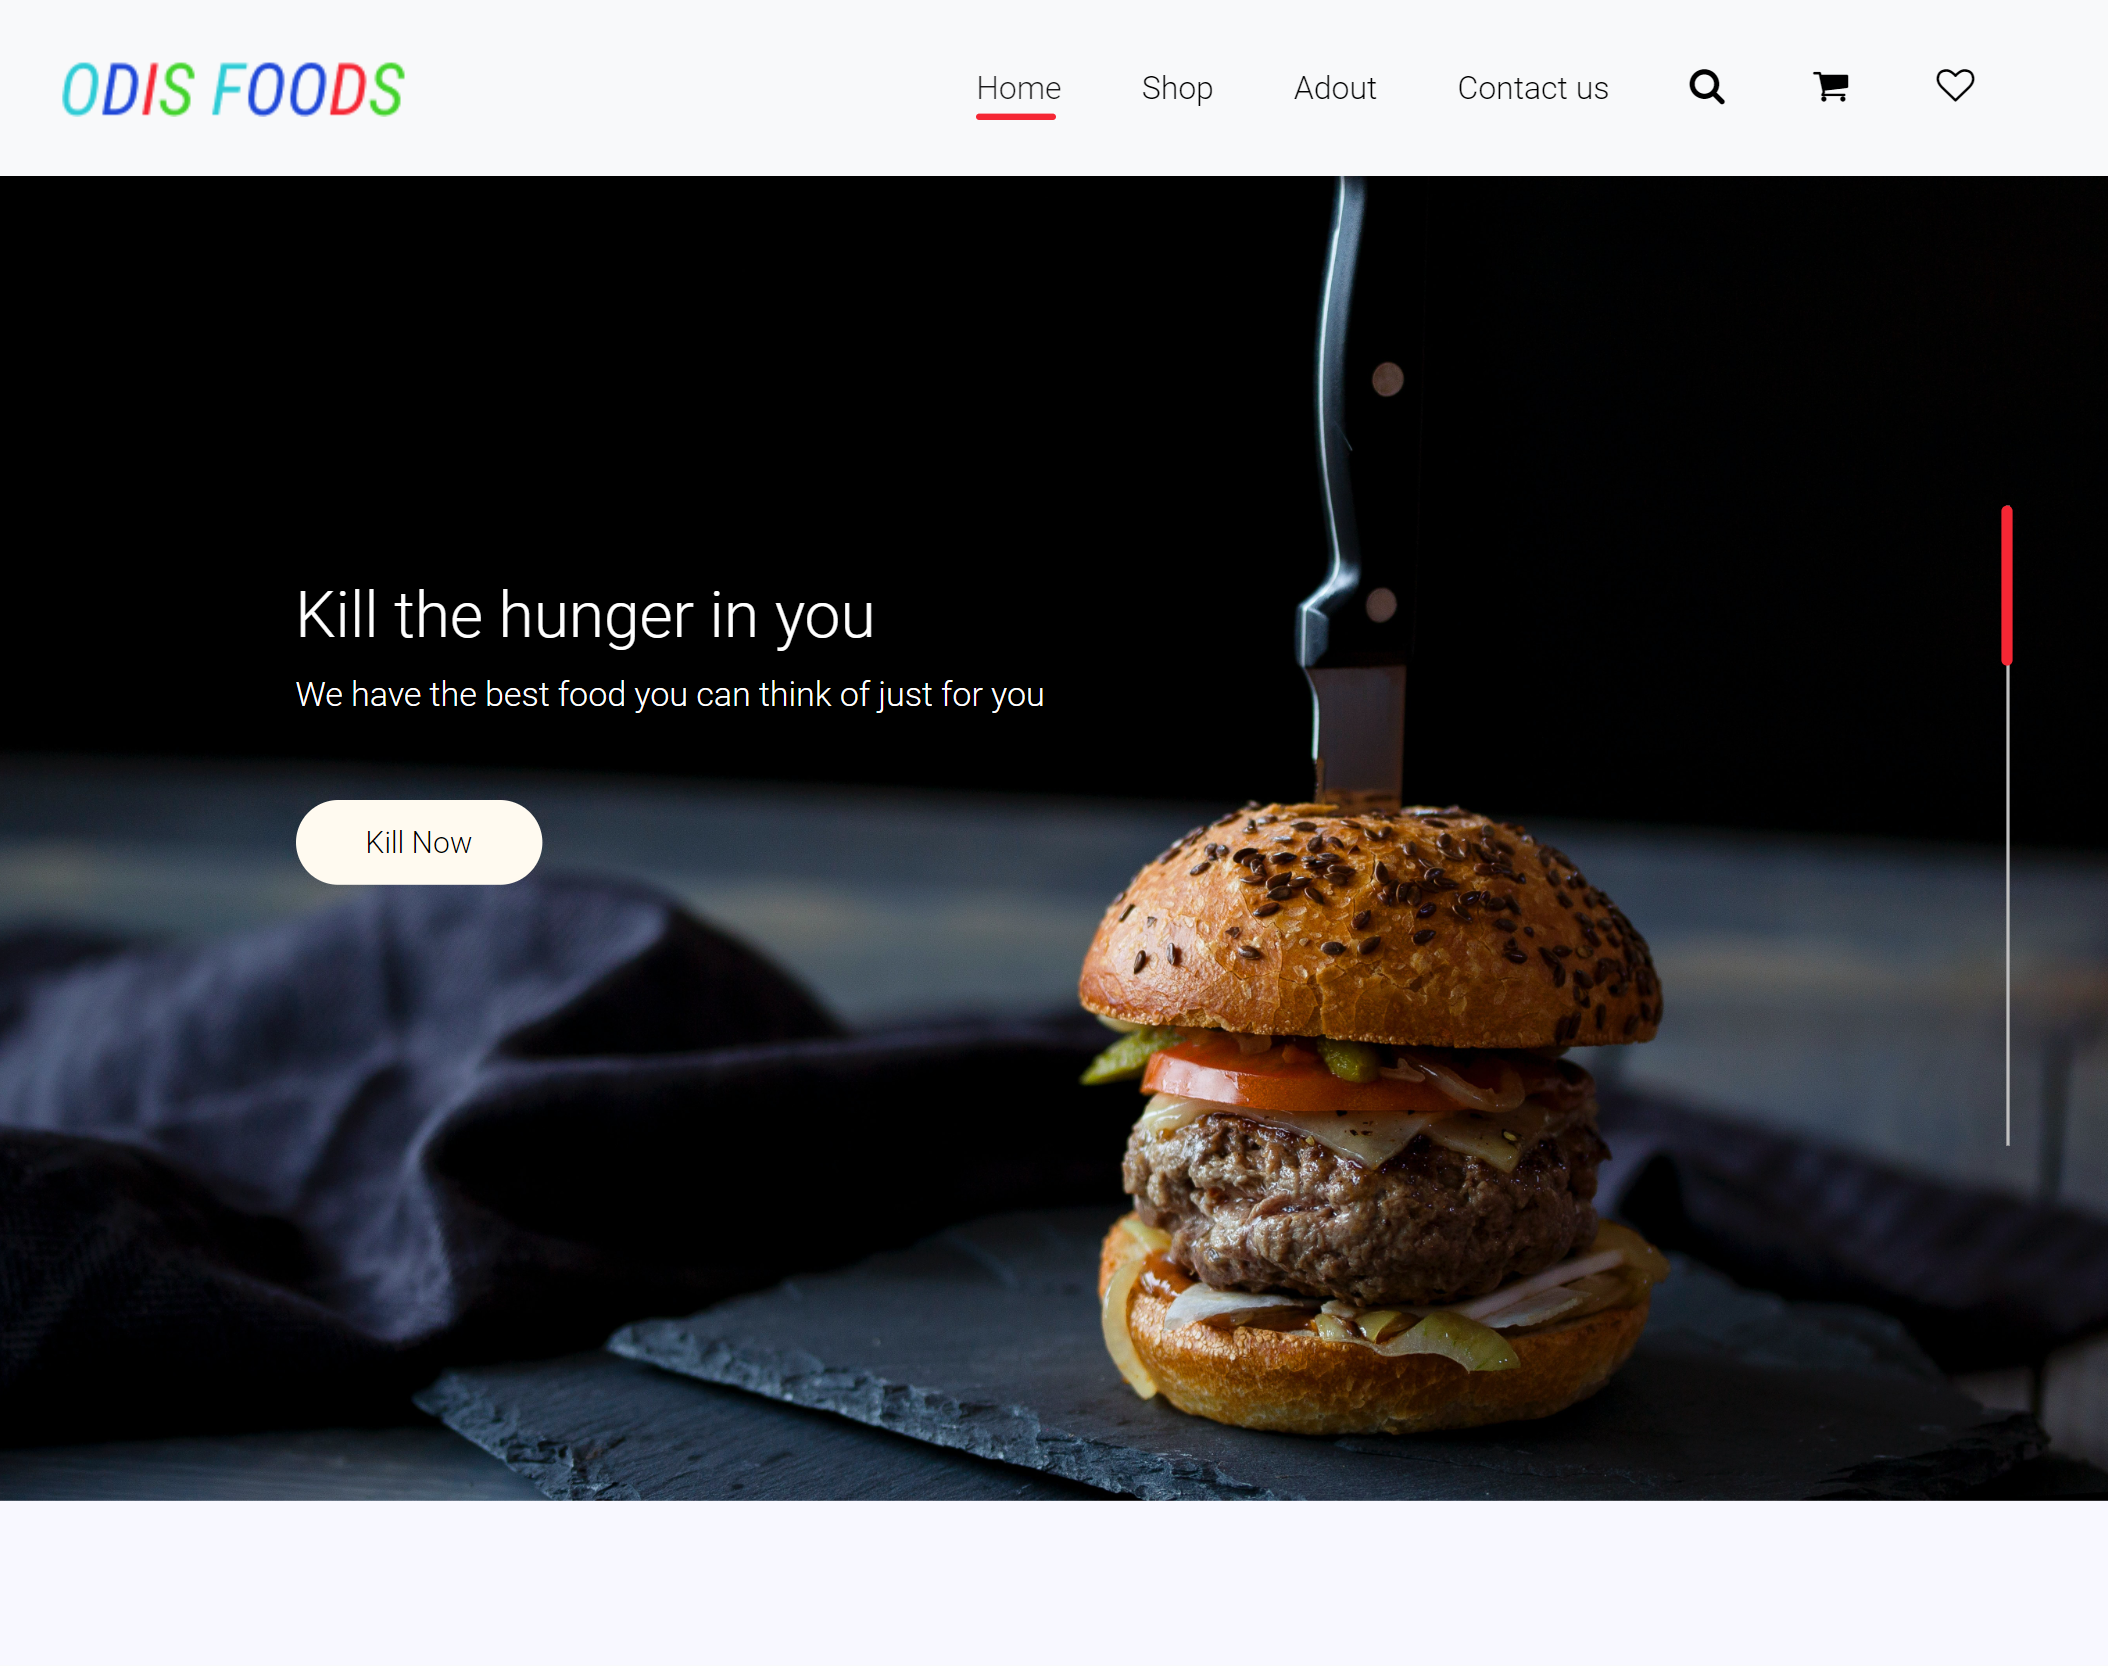 ODIS FOODS
Home Shop Adout Contact us
Kill the hunger in you
We have the best food you can think of just for you
Kill Now